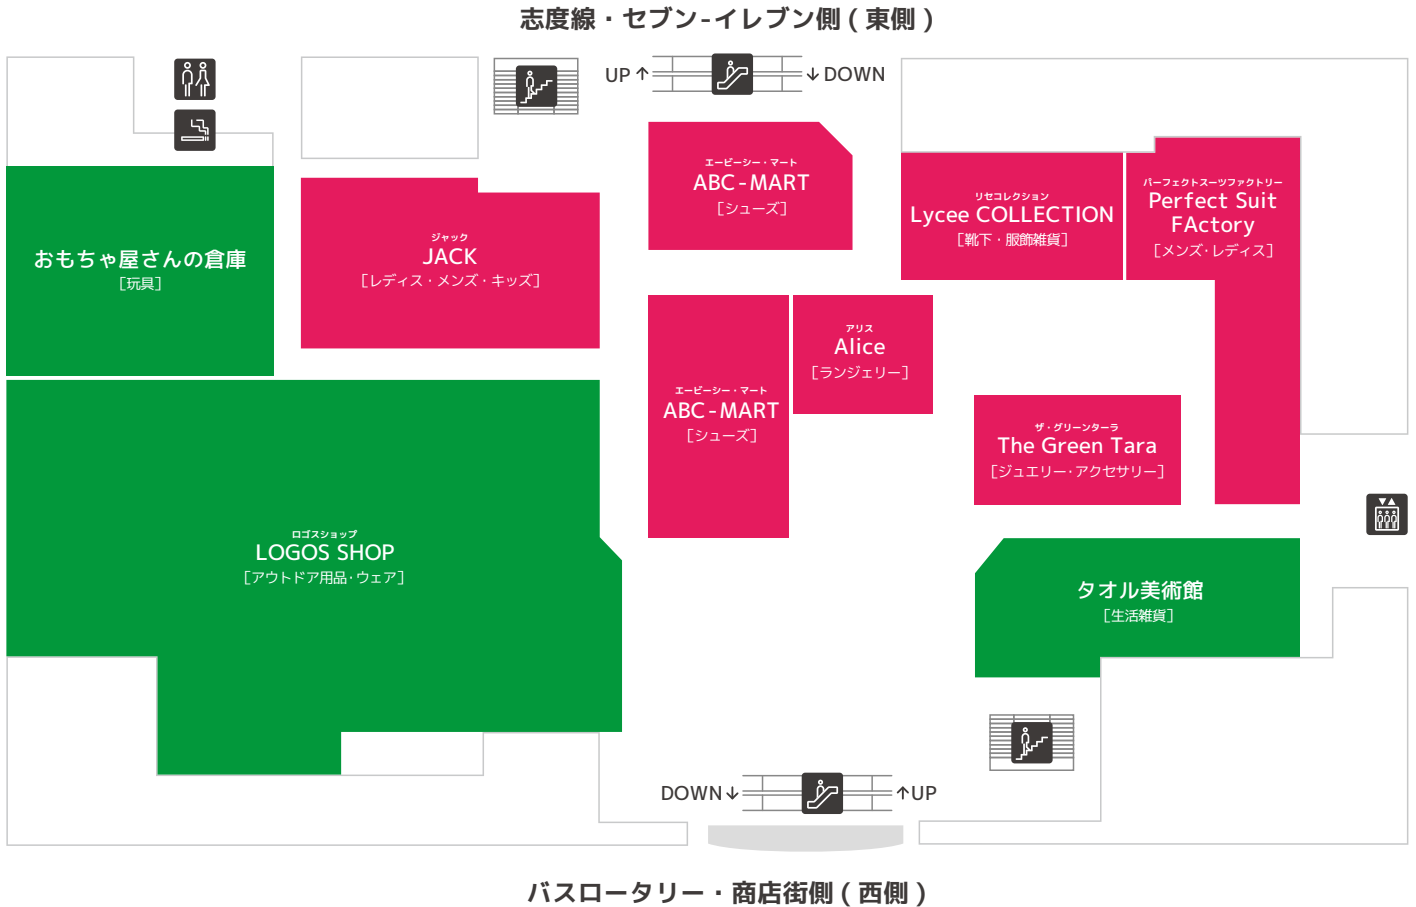 志度線・セブン-イレブン側 ( 東側 )
UP ↑
↓ DOWN
エービーシー・マート
ABC-MART
［シューズ］
リセコレクション
Lycee COLLECTION
［靴下・服飾雑貨］
パーフェクトスーツファクトリー
Perfect Suit
FActory
［メンズ・レディス］
おもちゃ屋さんの倉庫
［玩具］
ジャック
JACK
［レディス・メンズ・キッズ］
アリス
Alice
［ランジェリー］
エービーシー・マート
ABC-MART
［シューズ］
ザ・グリーンターラ
The Green Tara
［ジュエリー・アクセサリー］
ロゴスショップ
LOGOS SHOP
［アウトドア用品・ウェア］
タオル美術館
［生活雑貨］
DOWN ↓
↑ UP
バスロータリー・商店街側 ( 西側 )